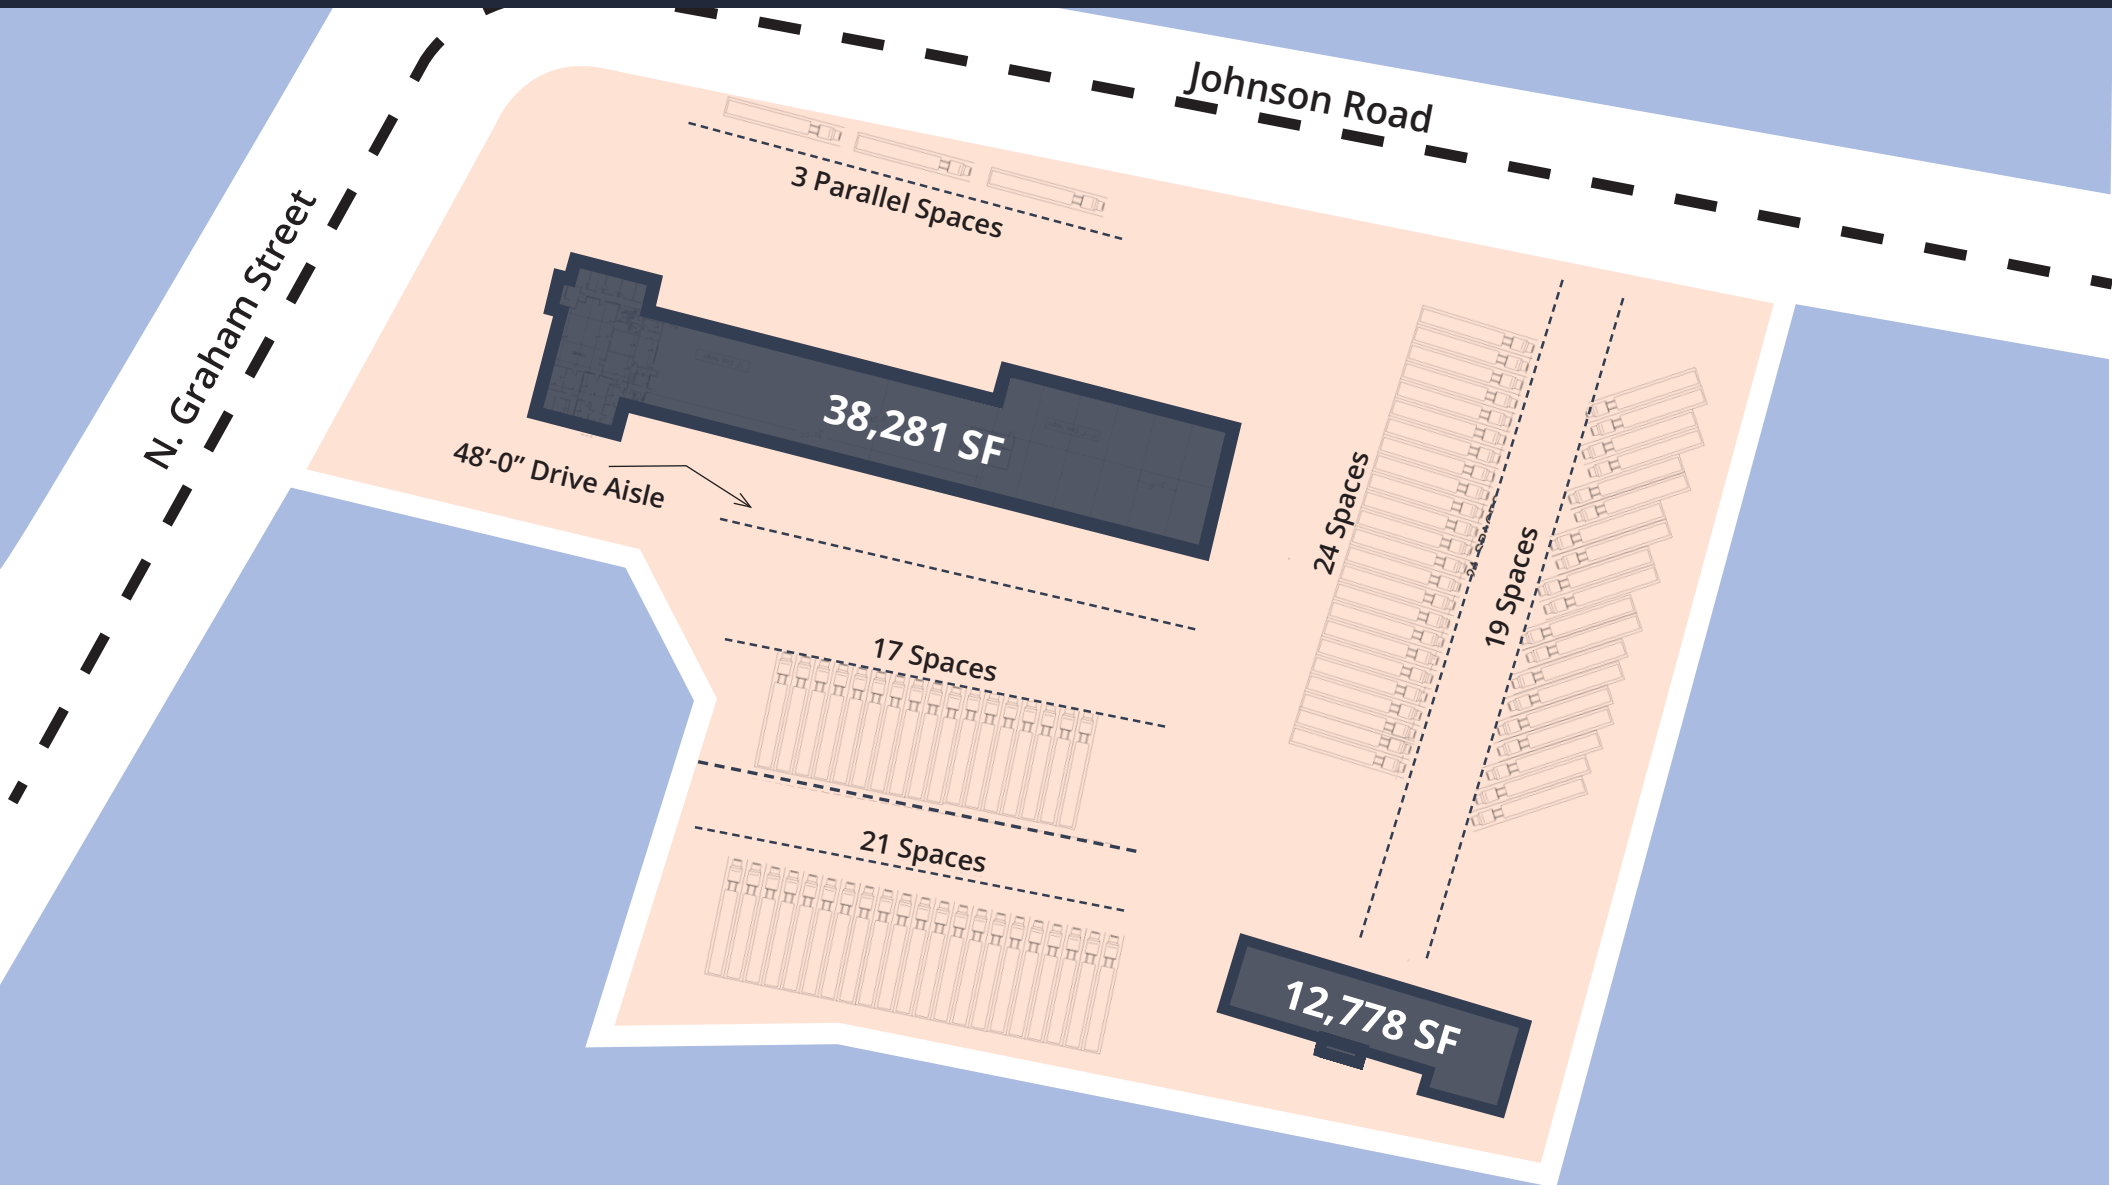 Johnson Road
N. Graham Street
3 Parallel Spaces
38,281 SF
48’-0” Drive Aisle
24 Spaces
19 Spaces
17 Spaces
21 Spaces
12,778 SF